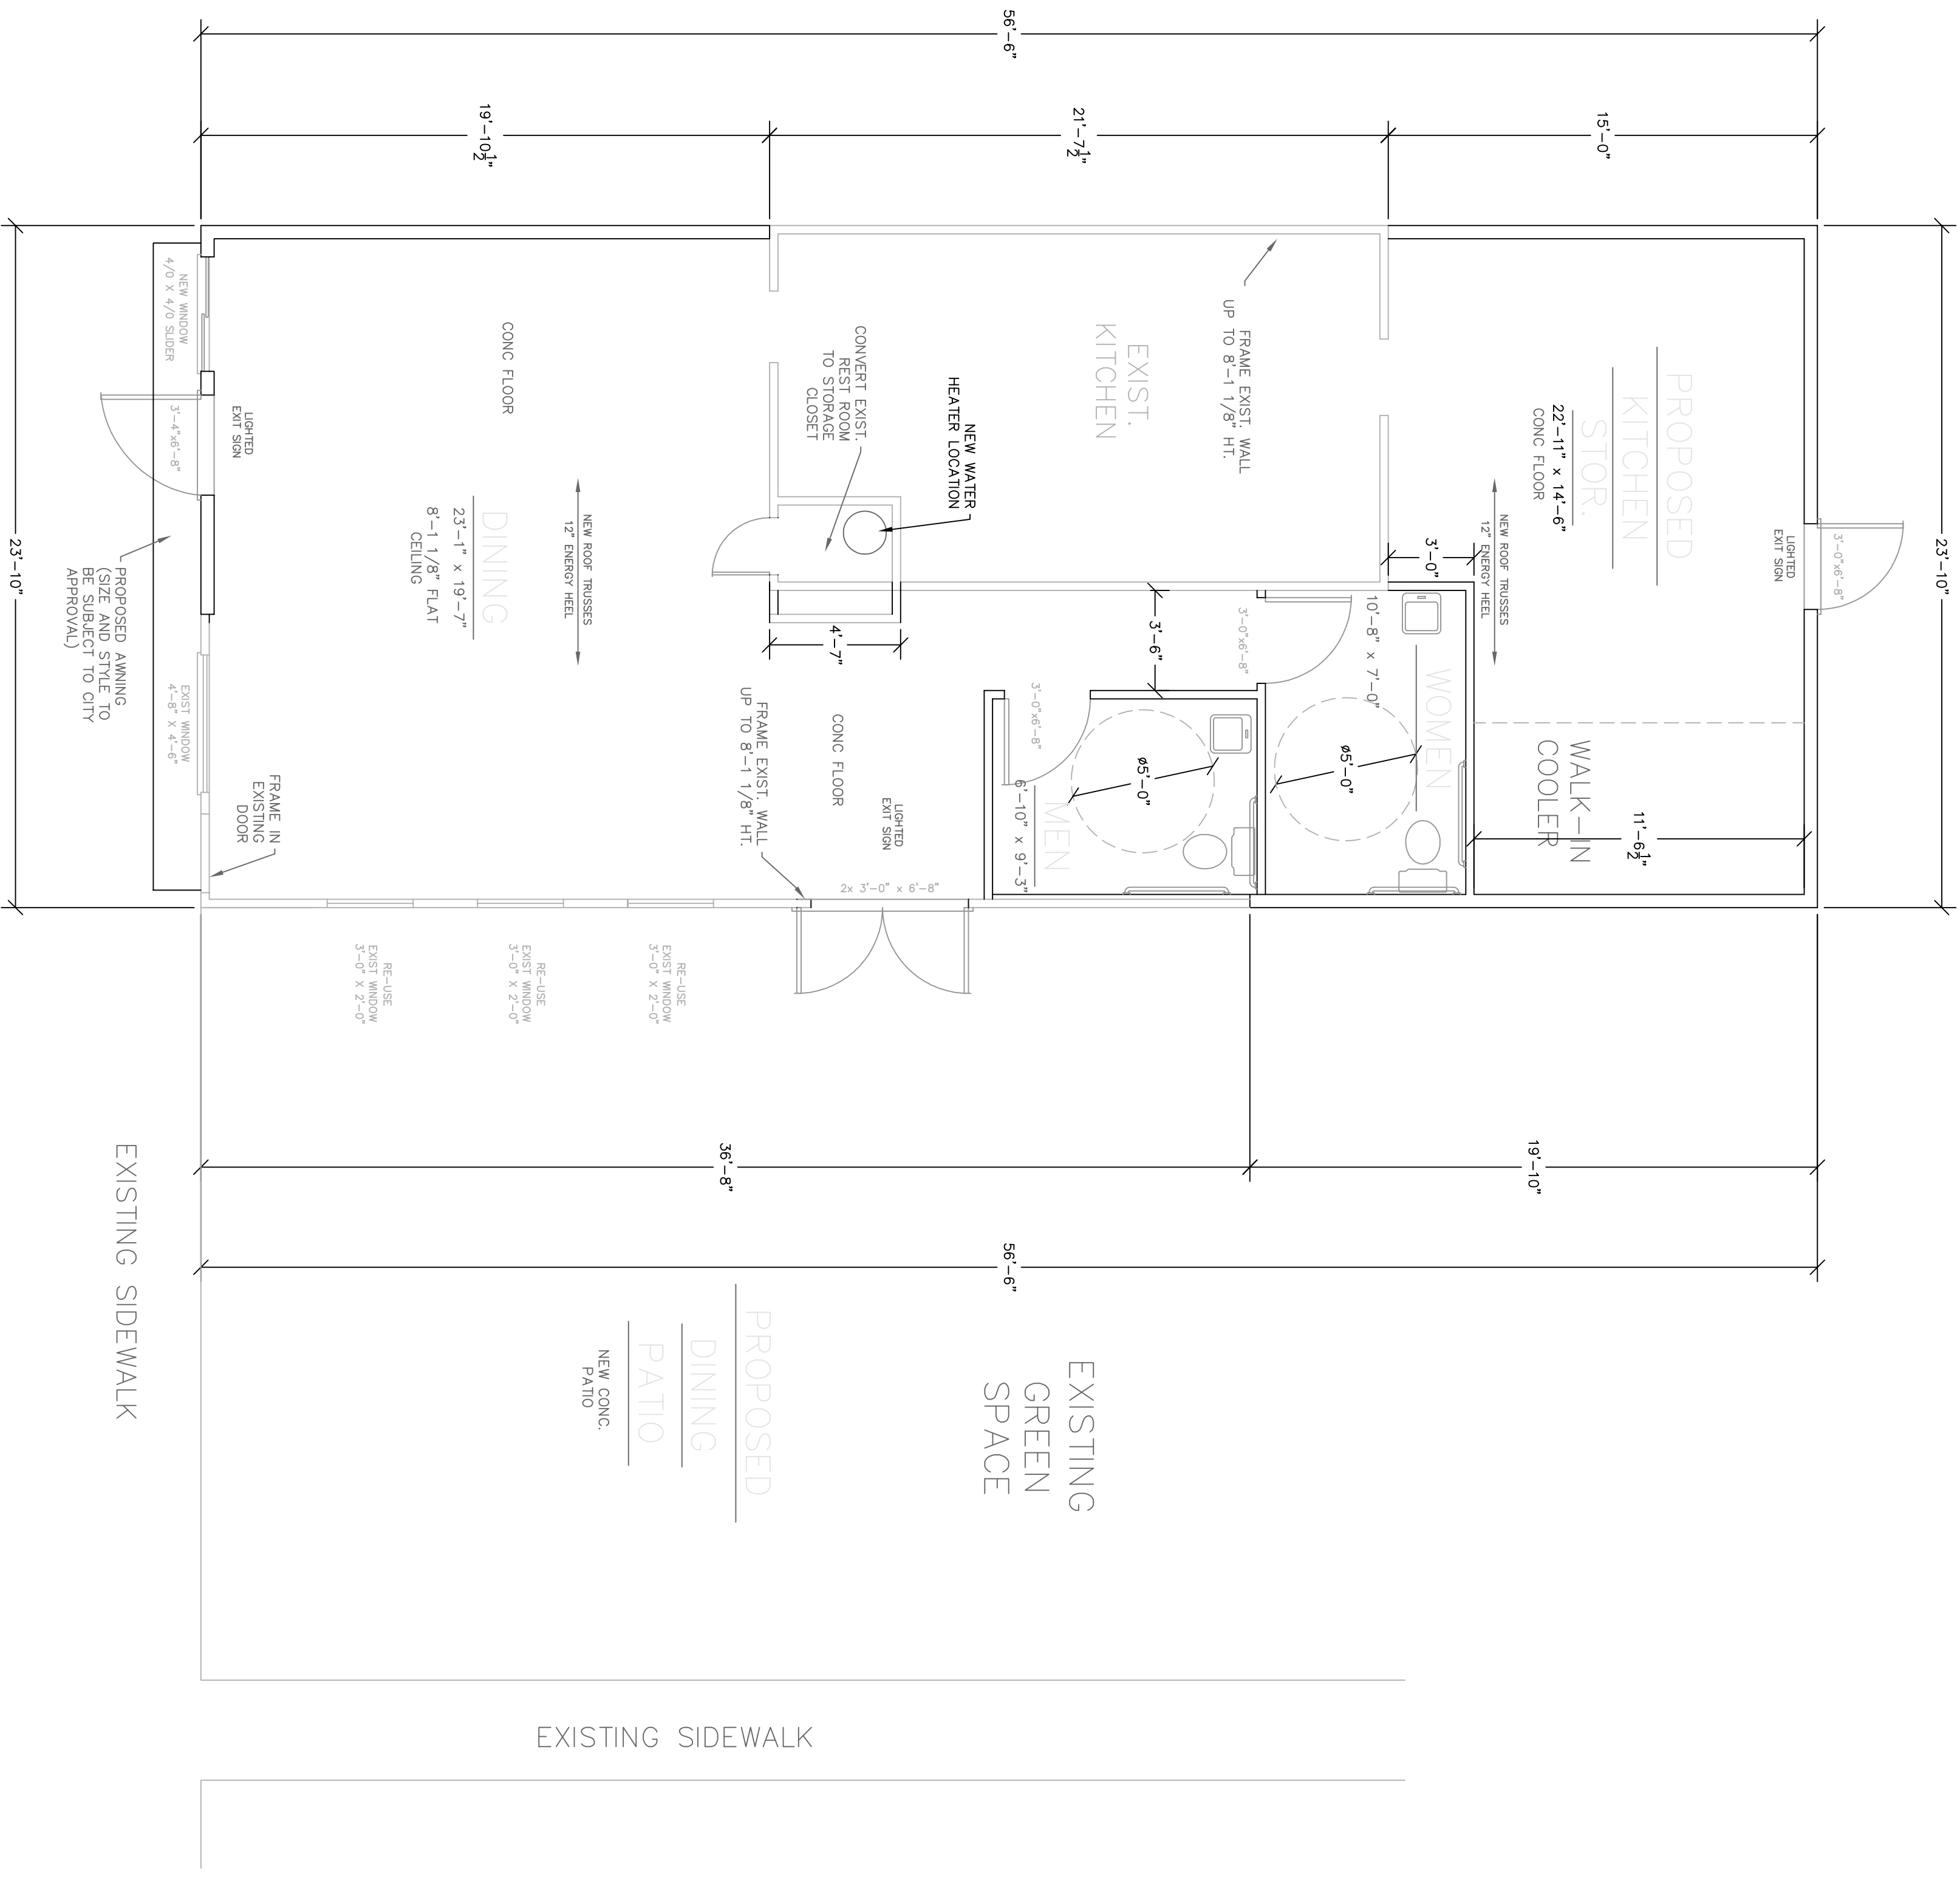 56'-6"
19'-10 1/2"
21'-7 1/2"
15'-0"
23'-10"
23'-10"
NEW WINDOW
4/0 X 4/0 SLIDER
3'-4"x6'-8"
LIGHTED
EXIT SIGN
CONC FLOOR
CONVERT EXIST.
REST ROOM
TO STORAGE
CLOSET
NEW WATER
HEATER LOCATION
EXIST.
KITCHEN
FRAME EXIST. WALL
UP TO 8'-1 1/8" HT.
PROPOSED
KITCHEN
STOR.
22'-11" x 14'-6"
CONC FLOOR
LIGHTED
EXIT SIGN
3'-0"x6'-8"
NEW ROOF TRUSSES
12" ENERGY HEEL
3'-0"
DINING
23'-1" x 19'-7"
8'-1 1/8" FLAT
CEILING
NEW ROOF TRUSSES
12" ENERGY HEEL
PROPOSED AWNING
(SIZE AND STYLE TO
BE SUBJECT TO CITY
APPROVAL)
EXIST WINDOW
4'-8" X 4'-6"
4'-7"
3'-6"
3'-0"x6'-8"
10'-8" x 7'-0"
WOMEN
ø5'-0"
3'-0"x6'-8"
ø5'-0"
MEN
6'-10" x 9'-3"
WALK-IN
COOLER
11'-6 1/2"
FRAME EXIST. WALL
UP TO 8'-1 1/8" HT.
CONC FLOOR
LIGHTED
EXIT SIGN
2x 3'-0" x 6'-8"
FRAME IN
EXISTING
DOOR
RE-USE
EXIST WINDOW
3'-0" X 2'-0"
RE-USE
EXIST WINDOW
3'-0" X 2'-0"
RE-USE
EXIST WINDOW
3'-0" X 2'-0"
36'-8"
19'-10"
56'-6"
EXISTING SIDEWALK
PROPOSED
DINING
PATIO
NEW CONC.
PATIO
EXISTING
GREEN
SPACE
EXISTING SIDEWALK